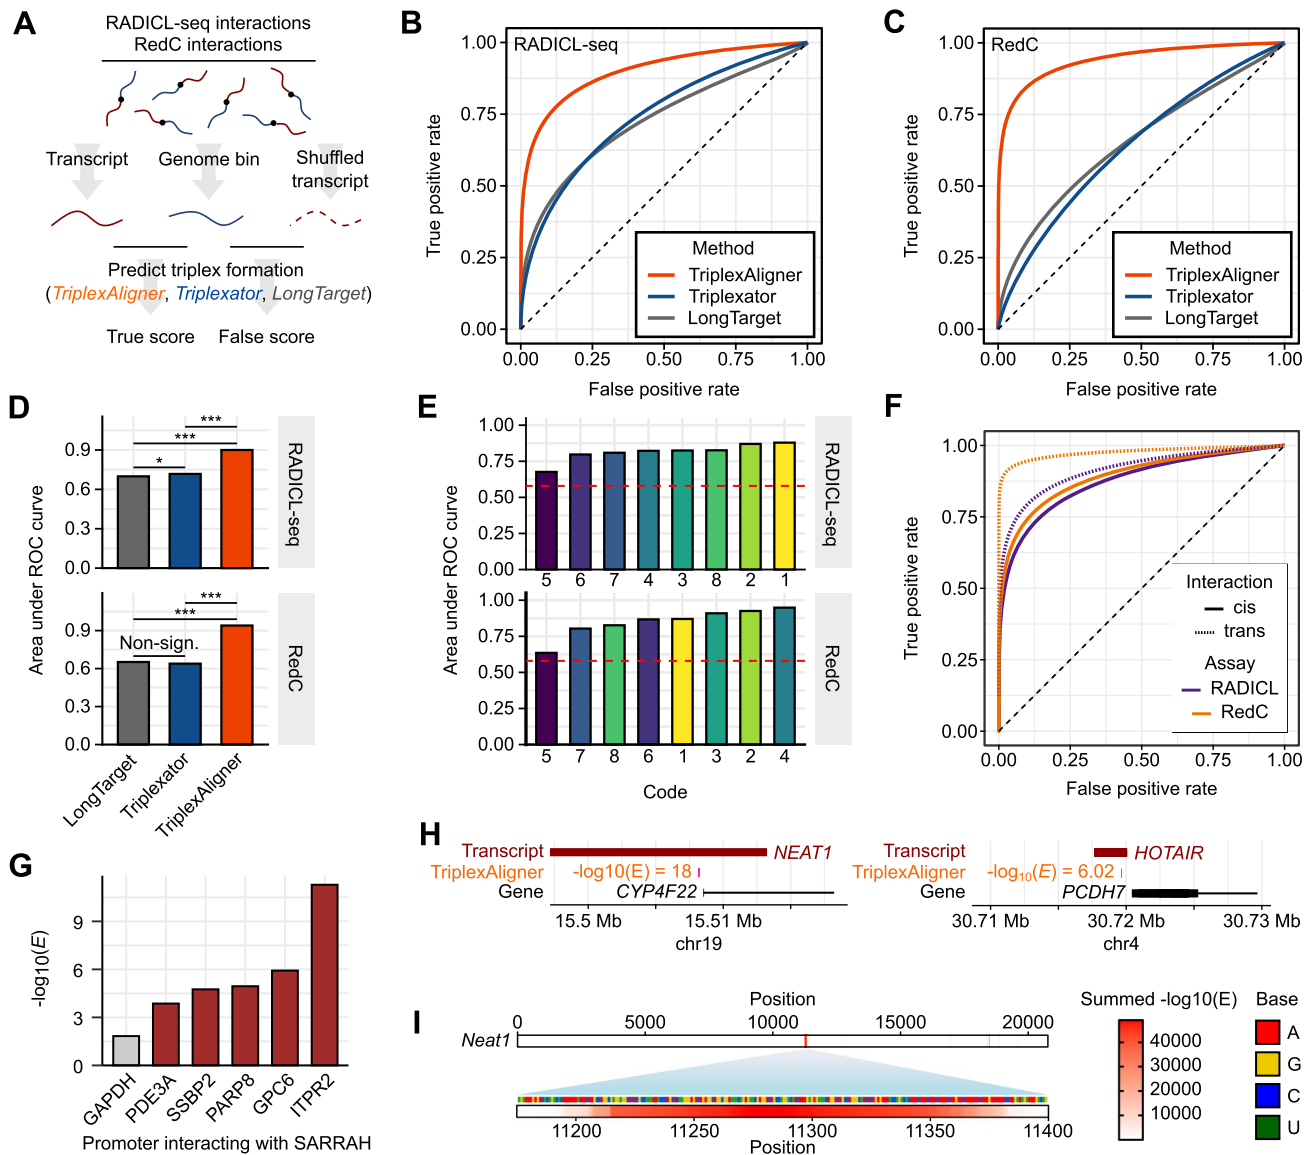 A
RADICL-seq interactions
RedC interactions
Transcript
Genome bin
Shuffled
transcript
Predict triplex formation
(TriplexAligner, Triplexator, LongTarget)
True score
False score
B
RADICL-seq
True positive rate
1.00
0.75
0.50
0.25
0.00
Method
TriplexAligner
Triplexator
LongTarget
0.00 0.25 0.50 0.75 1.00
False positive rate
C
RedC
True positive rate
1.00
0.75
0.50
0.25
0.00
Method
TriplexAligner
Triplexator
LongTarget
0.00 0.25 0.50 0.75 1.00
False positive rate
D
Area under ROC curve
***
***
*
0.9
0.6
0.3
0.0
RADICL-seq
***
***
Non-sign.
0.9
0.6
0.3
0.0
RedC
LongTarget
Triplexator
TriplexAligner
E
Area under ROC curve
1.00
0.75
0.50
0.25
0.00
5 6 7 4 3 8 2 1
RADICL-seq
1.00
0.75
0.50
0.25
0.00
5 7 8 6 1 3 2 4
RedC
Code
F
True positive rate
1.00
0.75
0.50
0.25
0.00
Interaction
cis
trans
Assay
RADICL
RedC
0.00 0.25 0.50 0.75 1.00
False positive rate
G
-log10(E)
9
6
3
0
GAPDH
PDE3A
SSBP2
PARP8
GPC6
ITPR2
Promoter interacting with SARRAH
H
Transcript
NEAT1
TriplexAligner
-log10(E) = 18
Gene
CYP4F22
15.5 Mb 15.51 Mb
chr19
Transcript
HOTAIR
TriplexAligner
-log10(E) = 6.02
Gene
PCDH7
30.71 Mb 30.72 Mb 30.73 Mb
chr4
I
Position
0 5000 10000 15000 20000
Neat1
11200 11250 11300 11350 11400
Position
Summed -log10(E)
40000
30000
20000
10000
Base
A
G
C
U